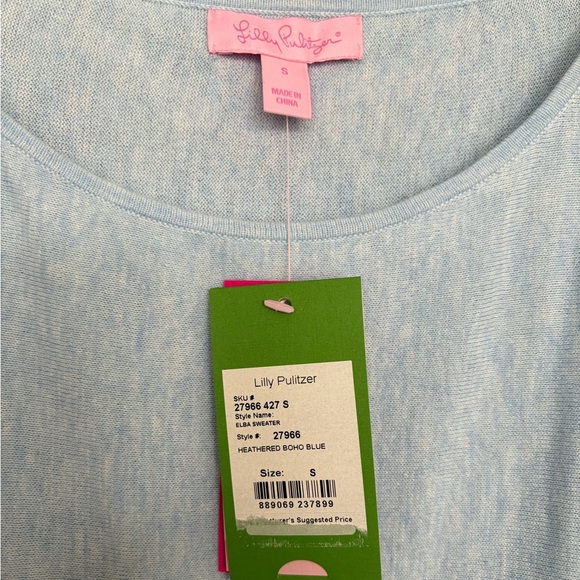 Lilly Pulitzer®
S
MADE IN
CHINA
Lilly Pulitzer
SKU #
27966 427 S
Style Name:
ELBA SWEATER
Style #: 27966
HEATHERED BOHO BLUE
Size: S
889069 237899
Suggested Price